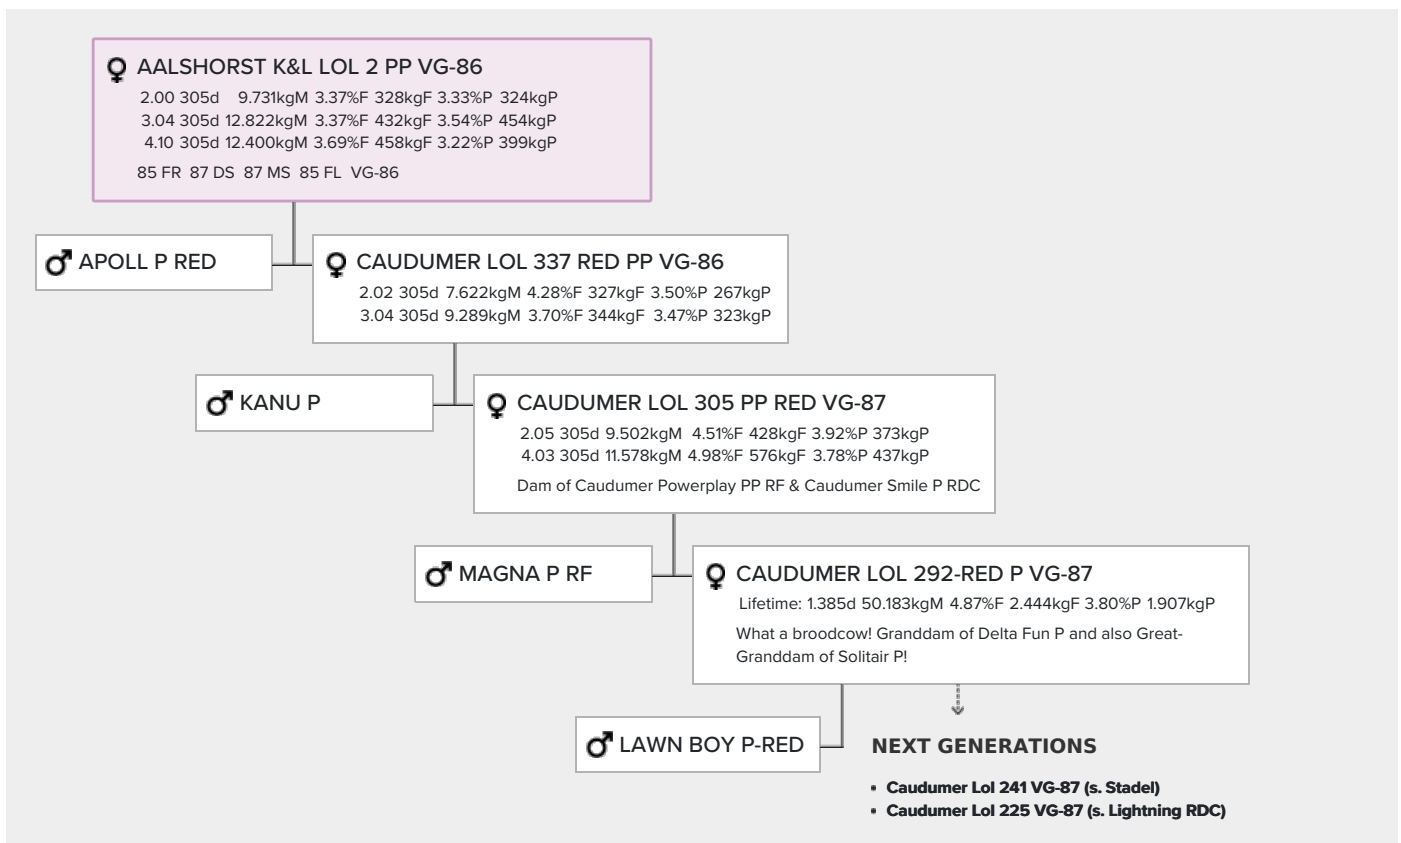 AALSHORST K&L LOL 2 PP VG-86
2.00 305d 9.731kgM 3.37%F 328kgF 3.33%P 324kgP
3.04 305d 12.822kgM 3.37%F 432kgF 3.54%P 454kgP
4.10 305d 12.400kgM 3.69%F 458kgF 3.22%P 399kgP
85 FR 87 DS 87 MS 85 FL VG-86
APOLL P RED
CAUDUMER LOL 337 RED PP VG-86
2.02 305d 7.622kgM 4.28%F 327kgF 3.50%P 267kgP
3.04 305d 9.289kgM 3.70%F 344kgF 3.47%P 323kgP
KANU P
CAUDUMER LOL 305 PP RED VG-87
2.05 305d 9.502kgM 4.51%F 428kgF 3.92%P 373kgP
4.03 305d 11.578kgM 4.98%F 576kgF 3.78%P 437kgP
Dam of Caudumer Powerplay PP RF & Caudumer Smile P RDC
MAGNA P RF
CAUDUMER LOL 292-RED P VG-87
Lifetime: 1.385d 50.183kgM 4.87%F 2.444kgF 3.80%P 1.907kgP
What a broodcow! Granddam of Delta Fun P and also Great-
Granddam of Solitair P!
LAWN BOY P-RED
NEXT GENERATIONS
• Caudumer Lol 241 VG-87 (s. Stadel)
• Caudumer Lol 225 VG-87 (s. Lightning RDC)